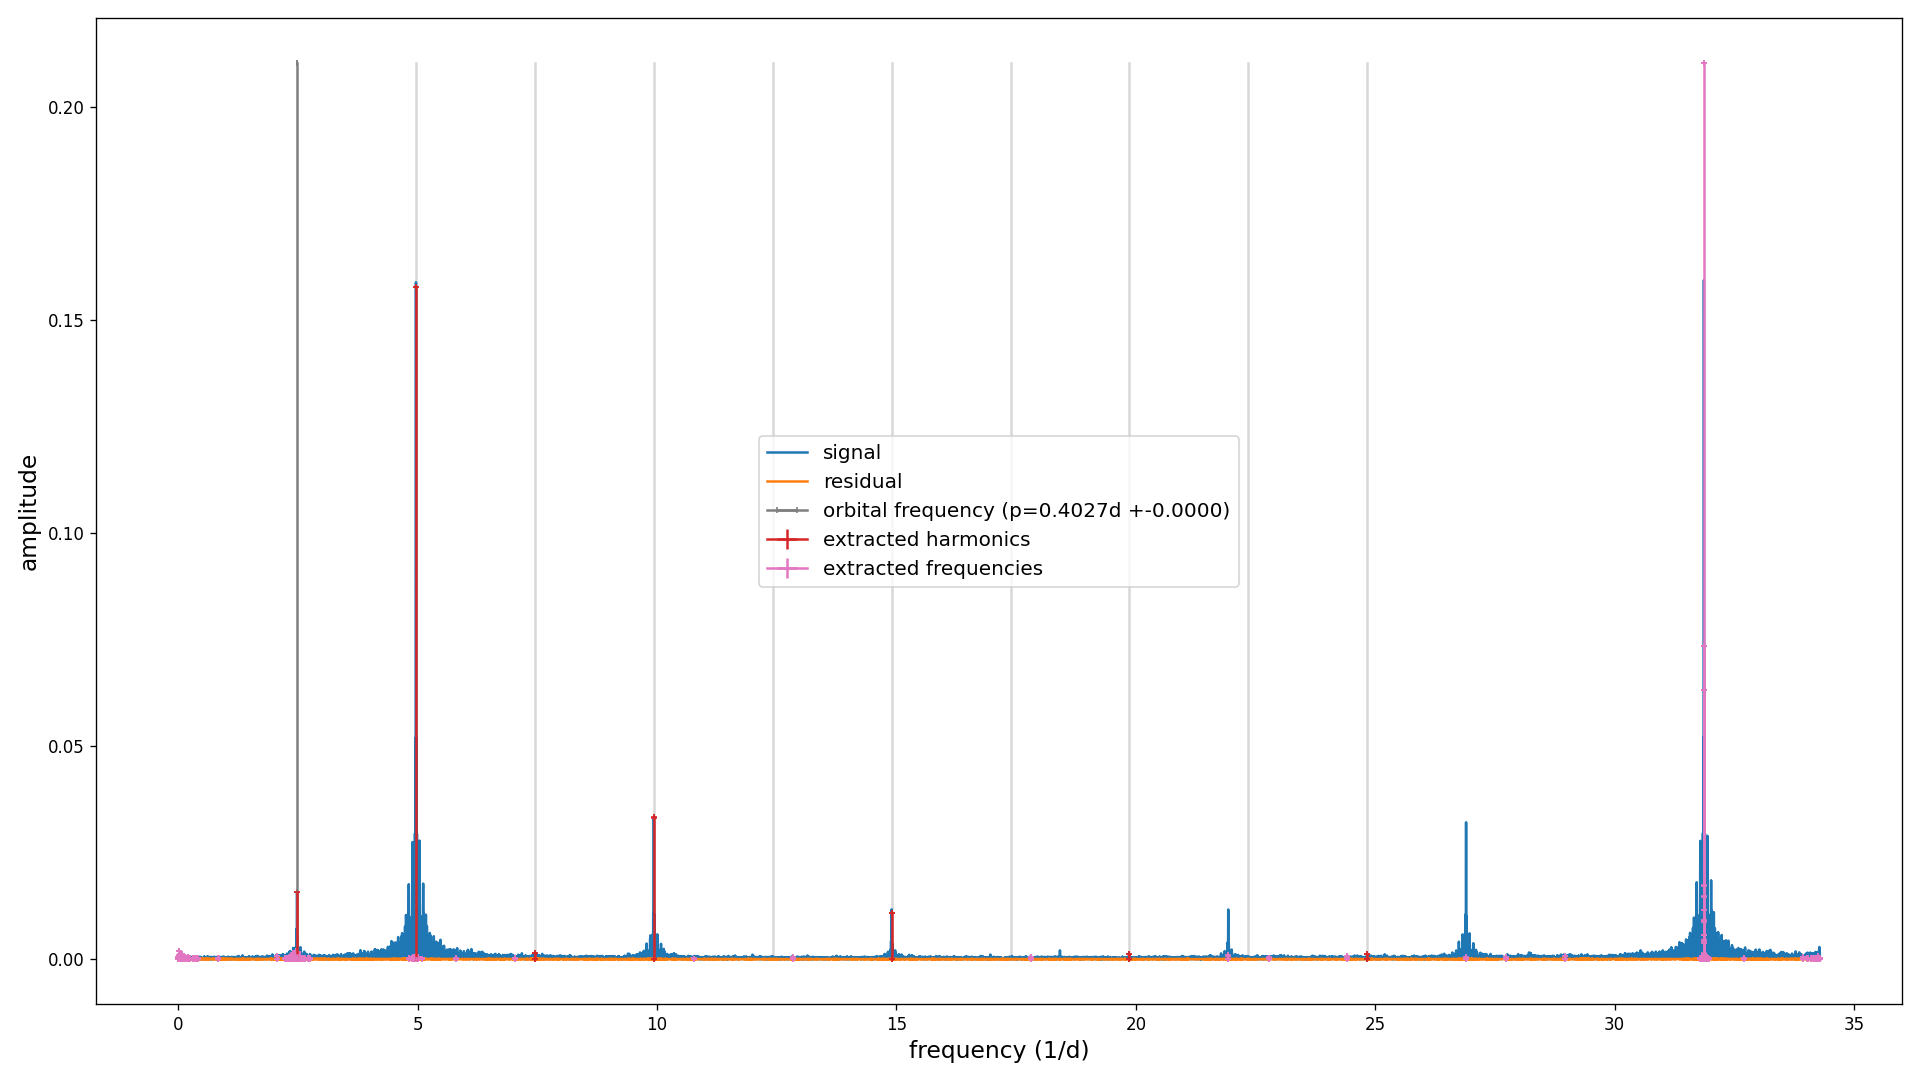 0.20
0.15
0.10
0.05
0.00
amplitude
signal
residual
orbital frequency (p=0.4027d +-0.0000)
extracted harmonics
extracted frequencies
0 5 10 15 20 25 30 35
frequency (1/d)